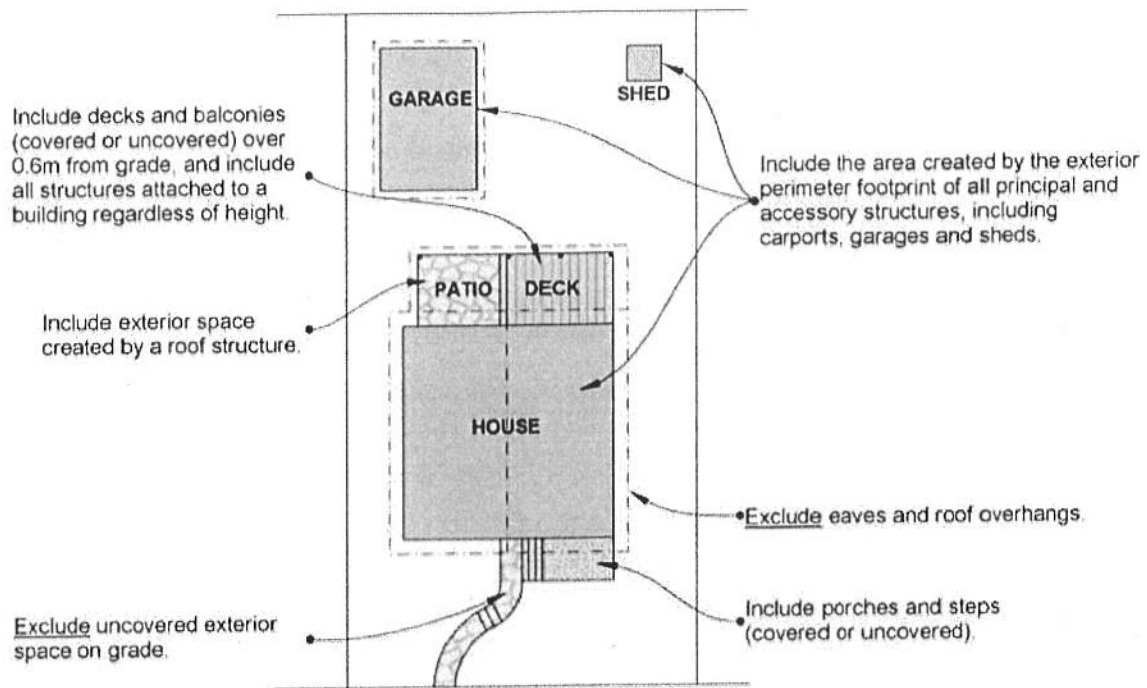 GARAGE
SHED
Include decks and balconies
(covered or uncovered) over
0.6m from grade, and include
all structures attached to a
building regardless of height.
Include the area created by the exterior
perimeter footprint of all principal and
accessory structures, including
carports, garages and sheds.
PATIO
DECK
Include exterior space
created by a roof structure.
HOUSE
Exclude eaves and roof overhangs.
Exclude uncovered exterior
space on grade.
Include porches and steps
(covered or uncovered).